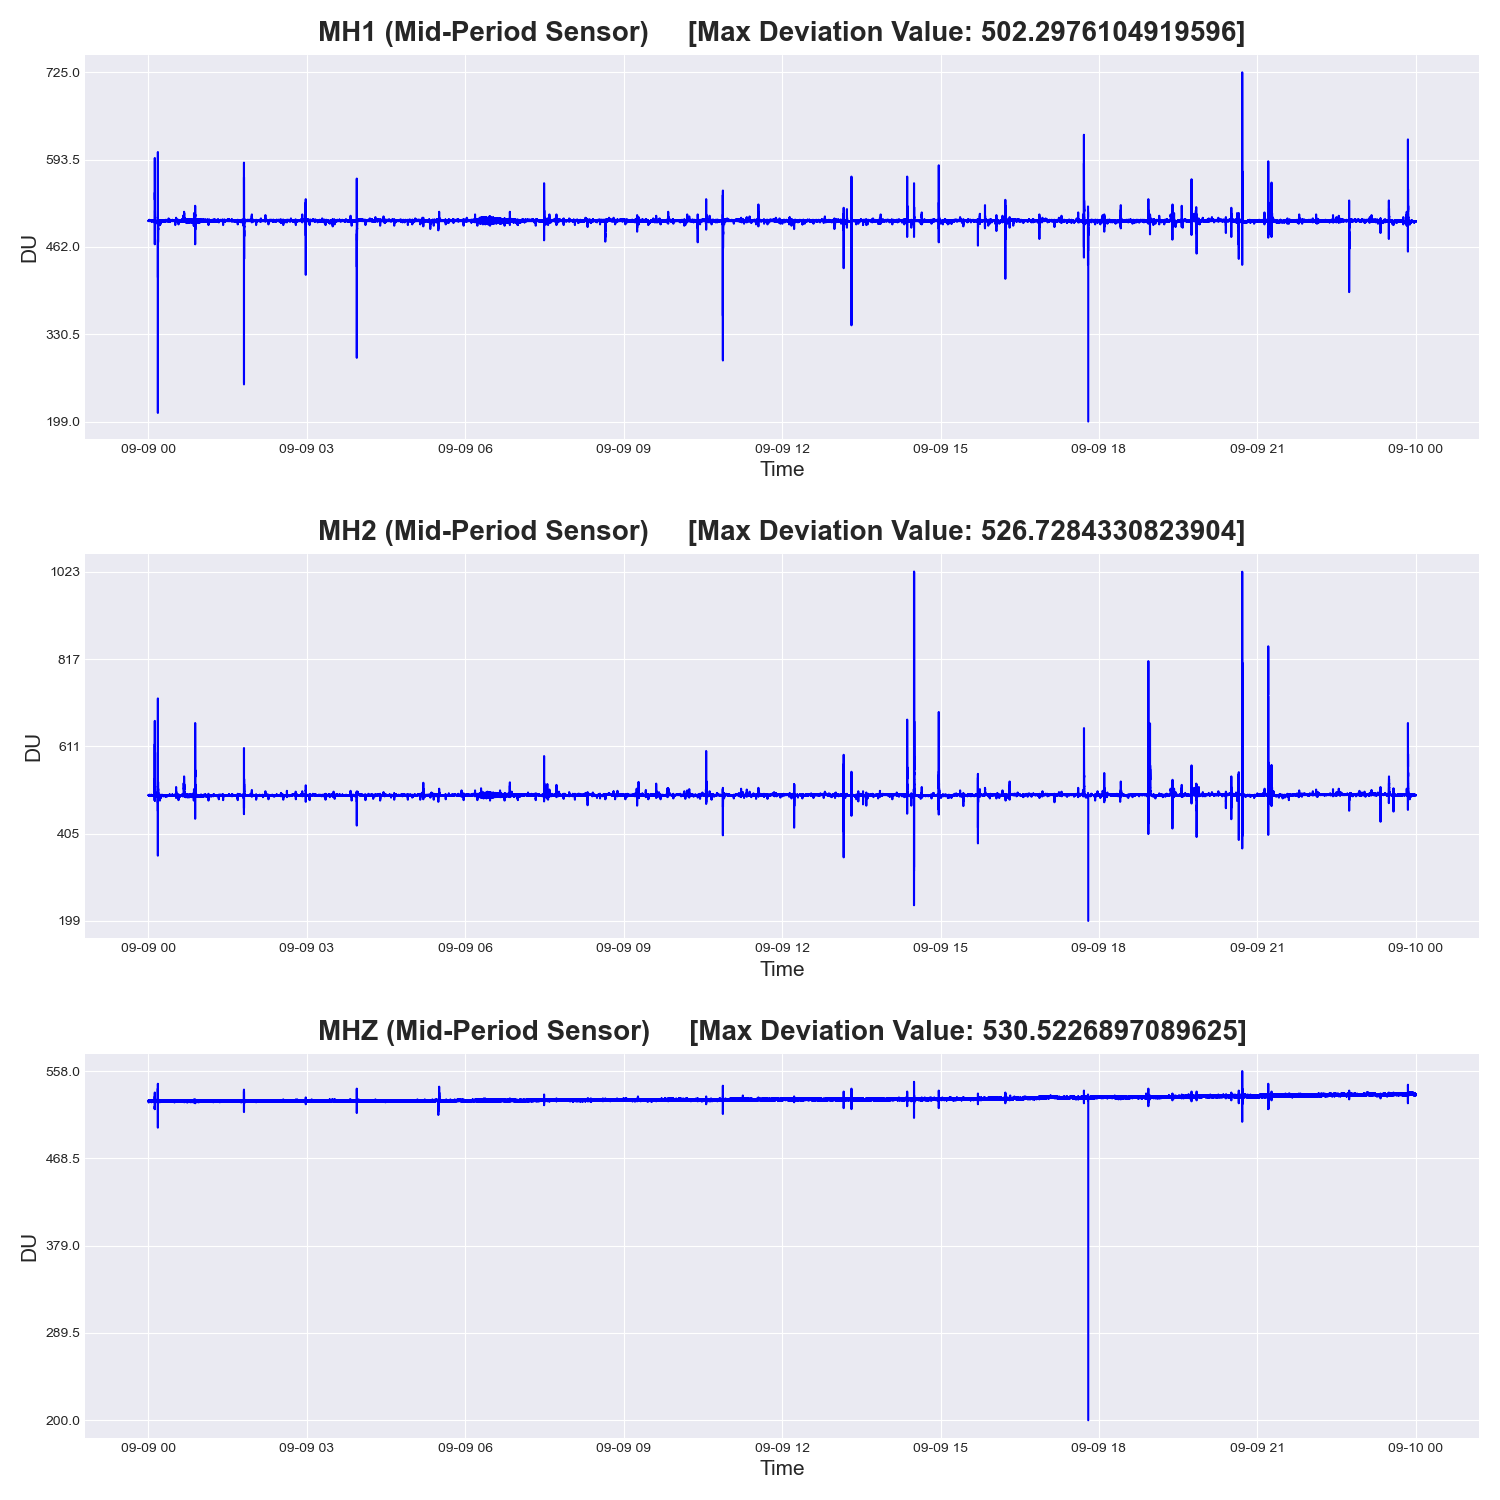 MH1 (Mid-Period Sensor) [Max Deviation Value: 502.2976104919596]
725.0
593.5
462.0
330.5
199.0
DU
09-09 00 09-09 03 09-09 06 09-09 09 09-09 12 09-09 15 09-09 18 09-09 21 09-10 00
Time
MH2 (Mid-Period Sensor) [Max Deviation Value: 526.7284330823904]
1023
817
611
405
199
DU
09-09 00 09-09 03 09-09 06 09-09 09 09-09 12 09-09 15 09-09 18 09-09 21 09-10 00
Time
MHZ (Mid-Period Sensor) [Max Deviation Value: 530.5226897089625]
558.0
468.5
379.0
289.5
200.0
DU
09-09 00 09-09 03 09-09 06 09-09 09 09-09 12 09-09 15 09-09 18 09-09 21 09-10 00
Time